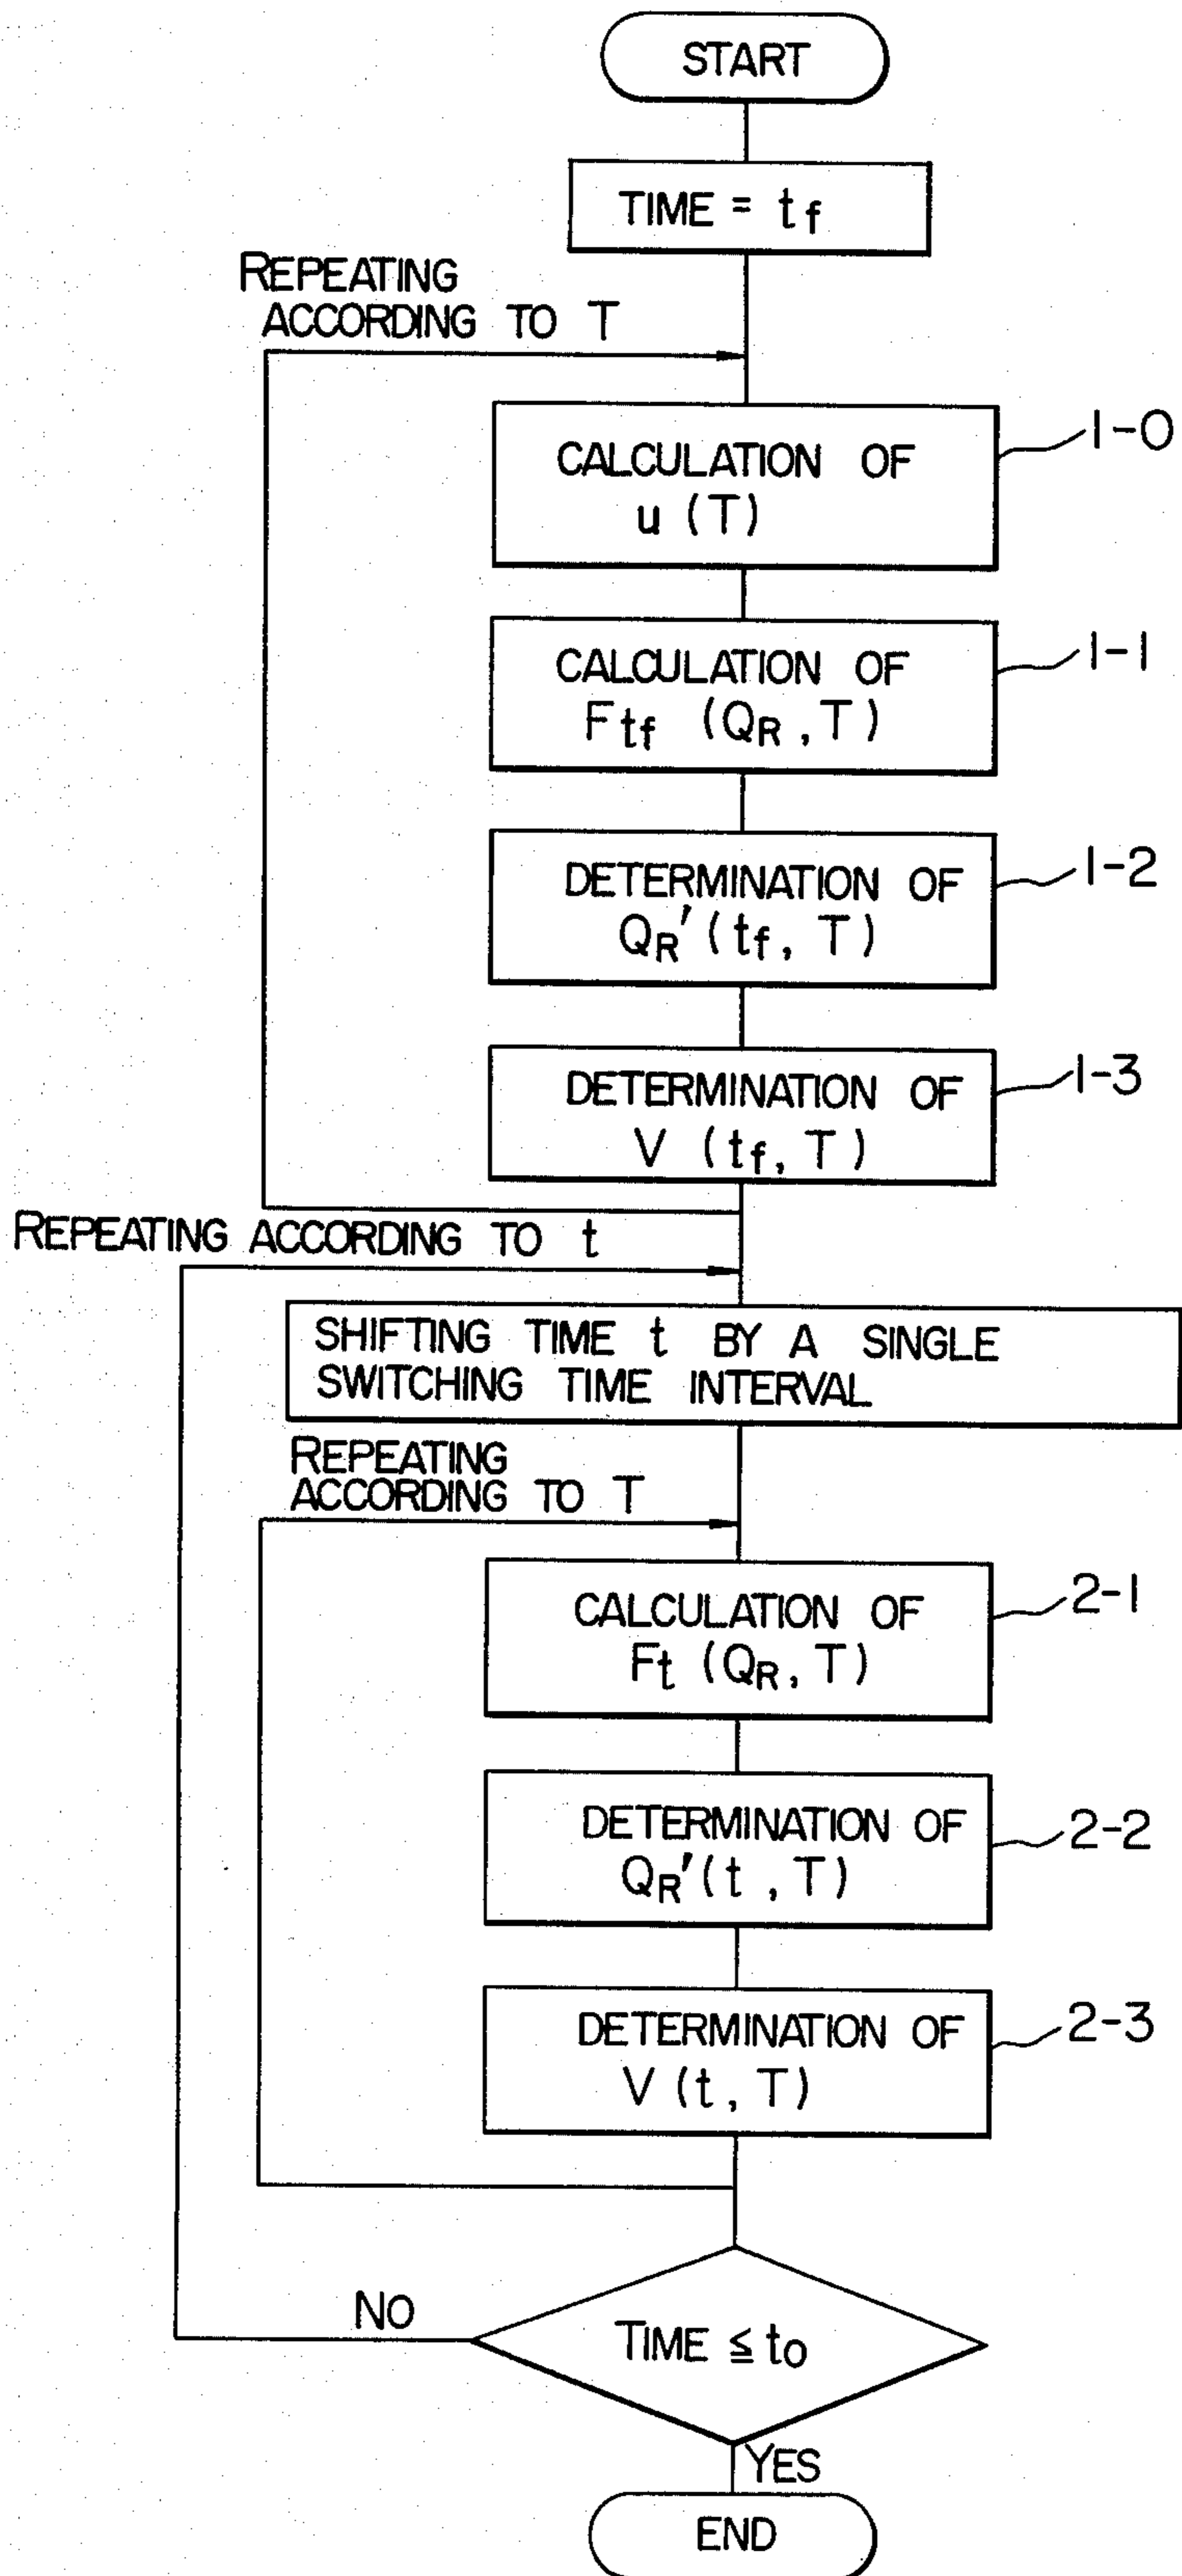 START
TIME = tf
REPEATING
ACCORDING TO T
CALCULATION OF
u (T)
1-0
CALCULATION OF
Ftf (QR, T)
1-1
DETERMINATION OF
QR'(tf, T)
1-2
DETERMINATION OF
V (tf, T)
1-3
REPEATING ACCORDING TO t
SHIFTING TIME t BY A SINGLE
SWITCHING TIME INTERVAL
REPEATING
ACCORDING TO T
CALCULATION OF
Ft (QR, T)
2-1
DETERMINATION OF
QR'(t, T)
2-2
DETERMINATION OF
V (t, T)
2-3
NO
TIME ≦ to
YES
END